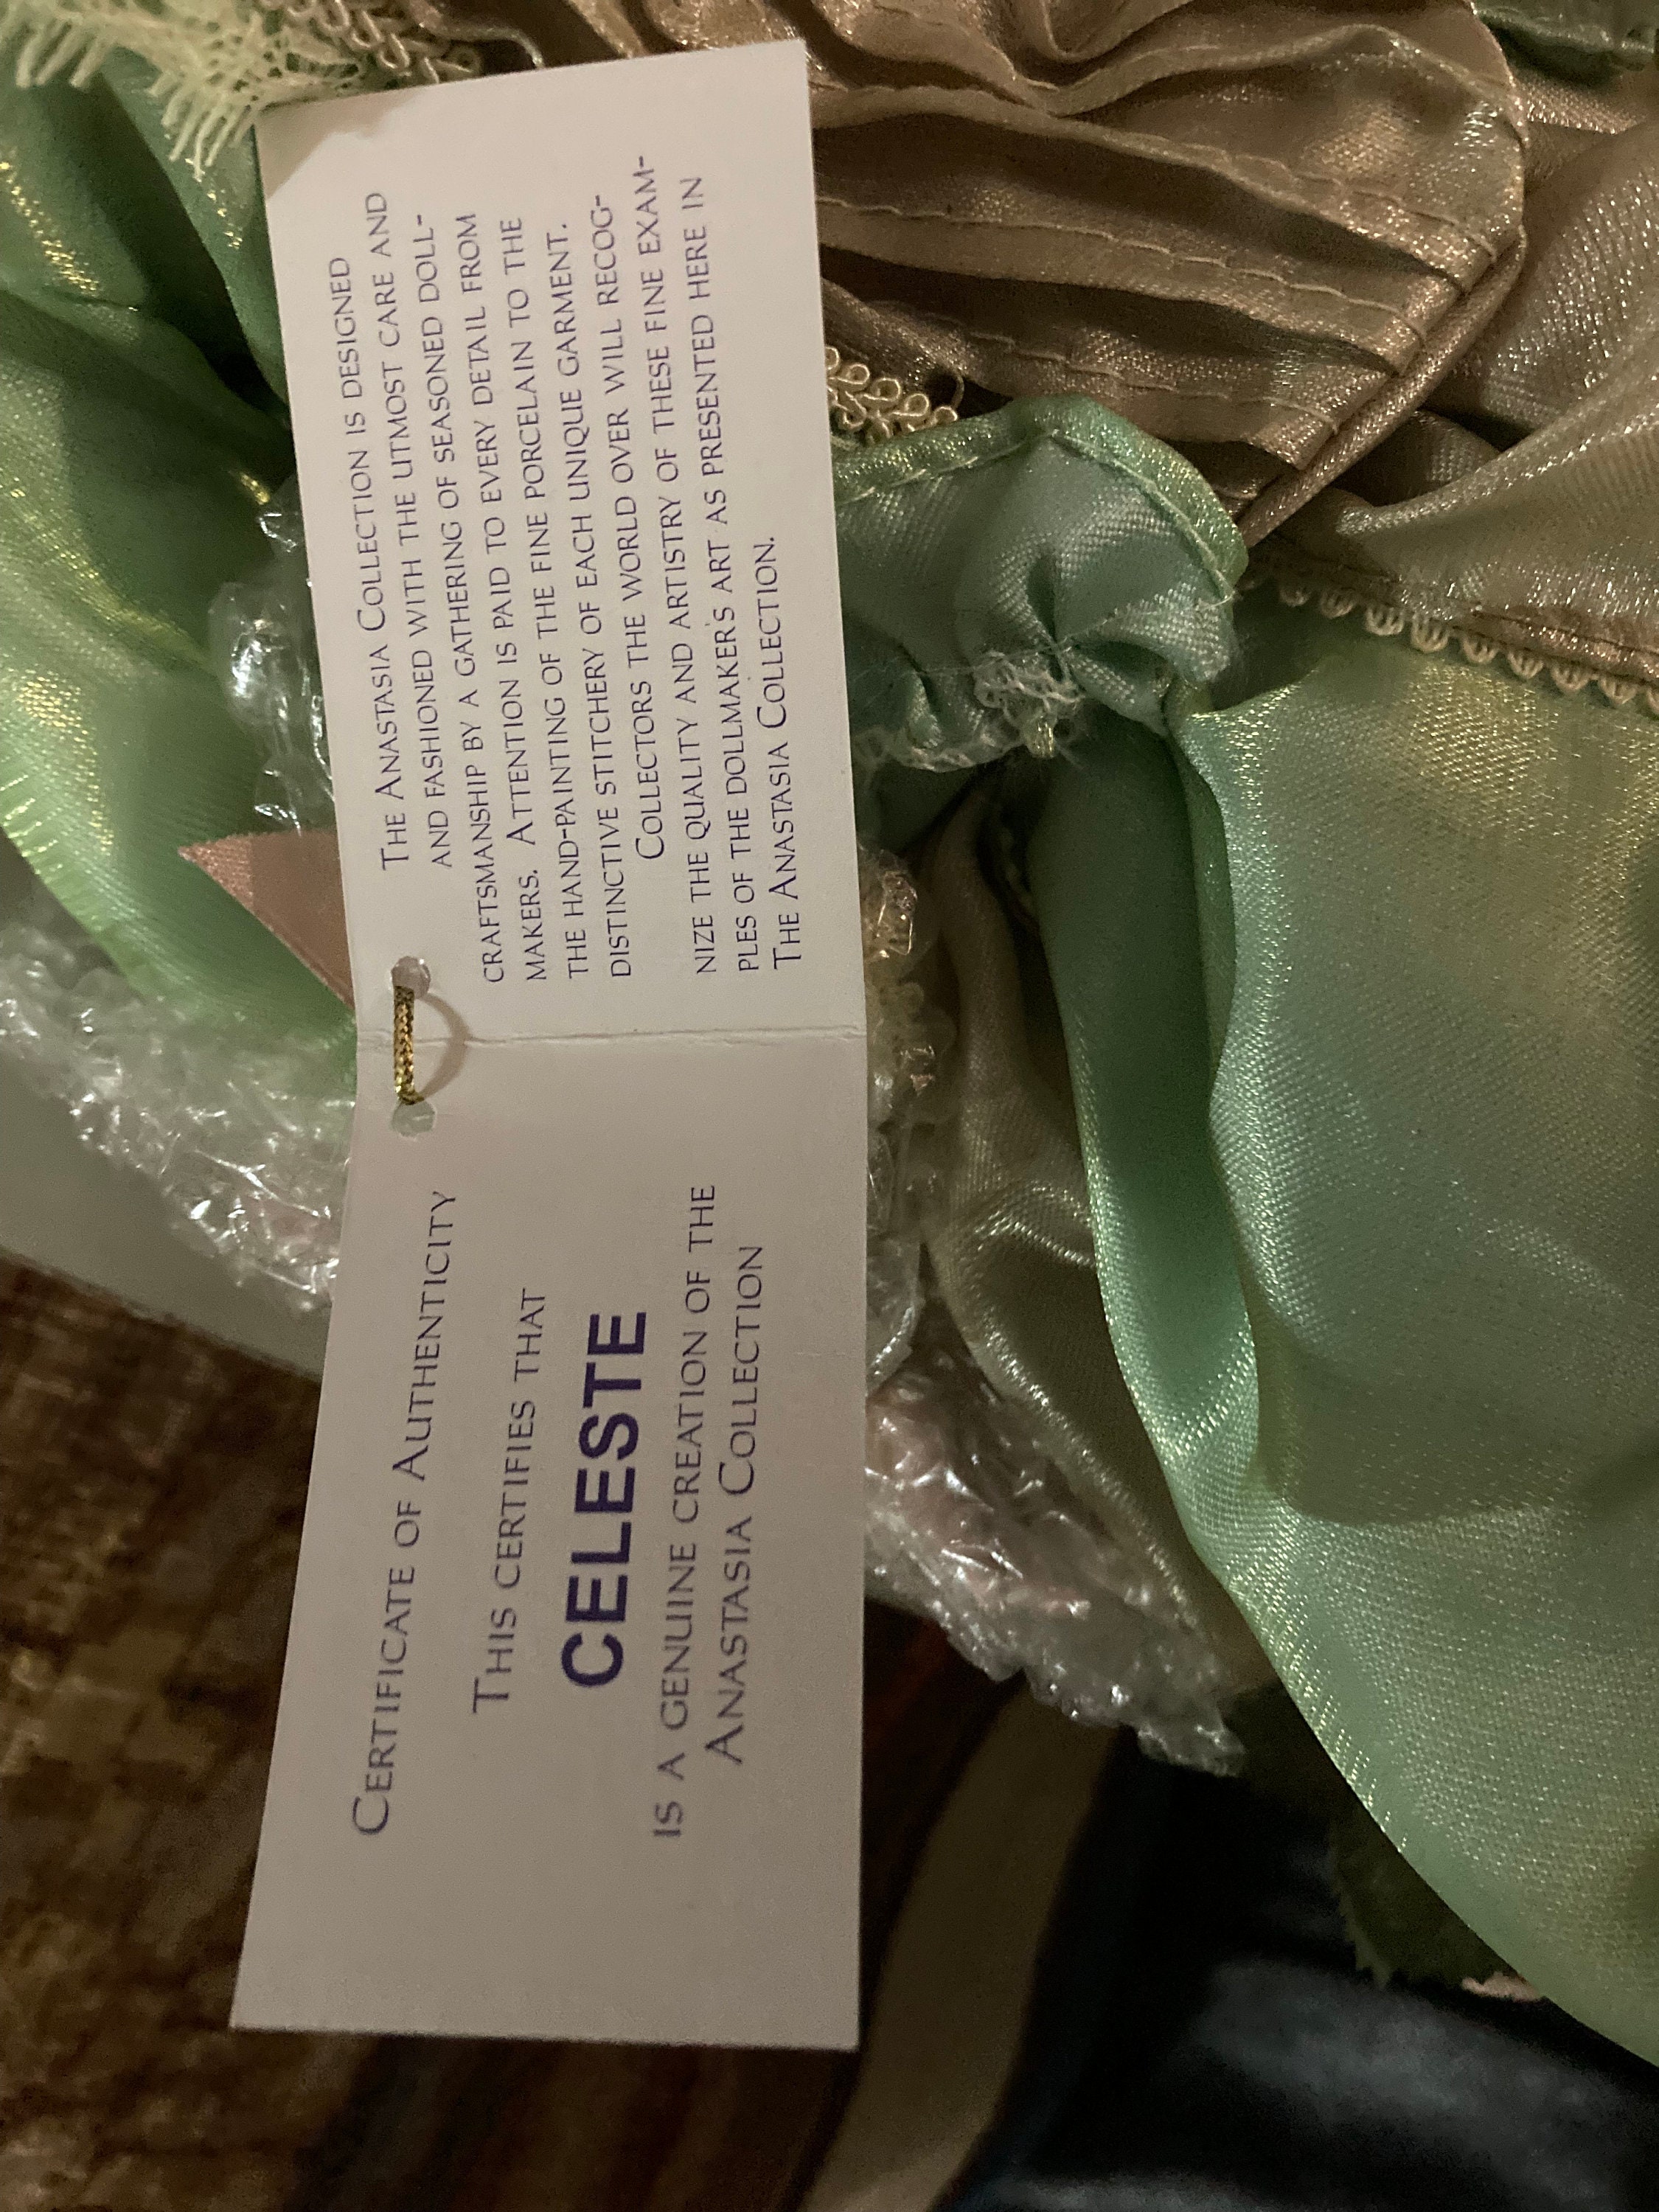 CERTIFICATE OF AUTHENTICITY
THIS CERTIFIES THAT
CELESTE
IS A GENUINE CREATION OF THE
ANASTASIA COLLECTION
THE ANASTASIA COLLECTION IS DESIGNED
AND FASHIONED WITH THE UTMOST CARE AND
CRAFTSMANSHIP BY A GATHERING OF SEASONED DOLL-
MAKERS. ATTENTION IS PAID TO EVERY DETAIL FROM
THE HAND-PAINTING OF THE FINE PORCELAIN TO THE
DISTINCTIVE STITCHERY OF EACH UNIQUE GARMENT.
COLLECTORS THE WORLD OVER WILL RECOG-
NIZE THE QUALITY AND ARTISTRY OF THESE FINE EXAM-
PLES OF THE DOLLMAKER'S ART AS PRESENTED HERE IN
THE ANASTASIA COLLECTION.